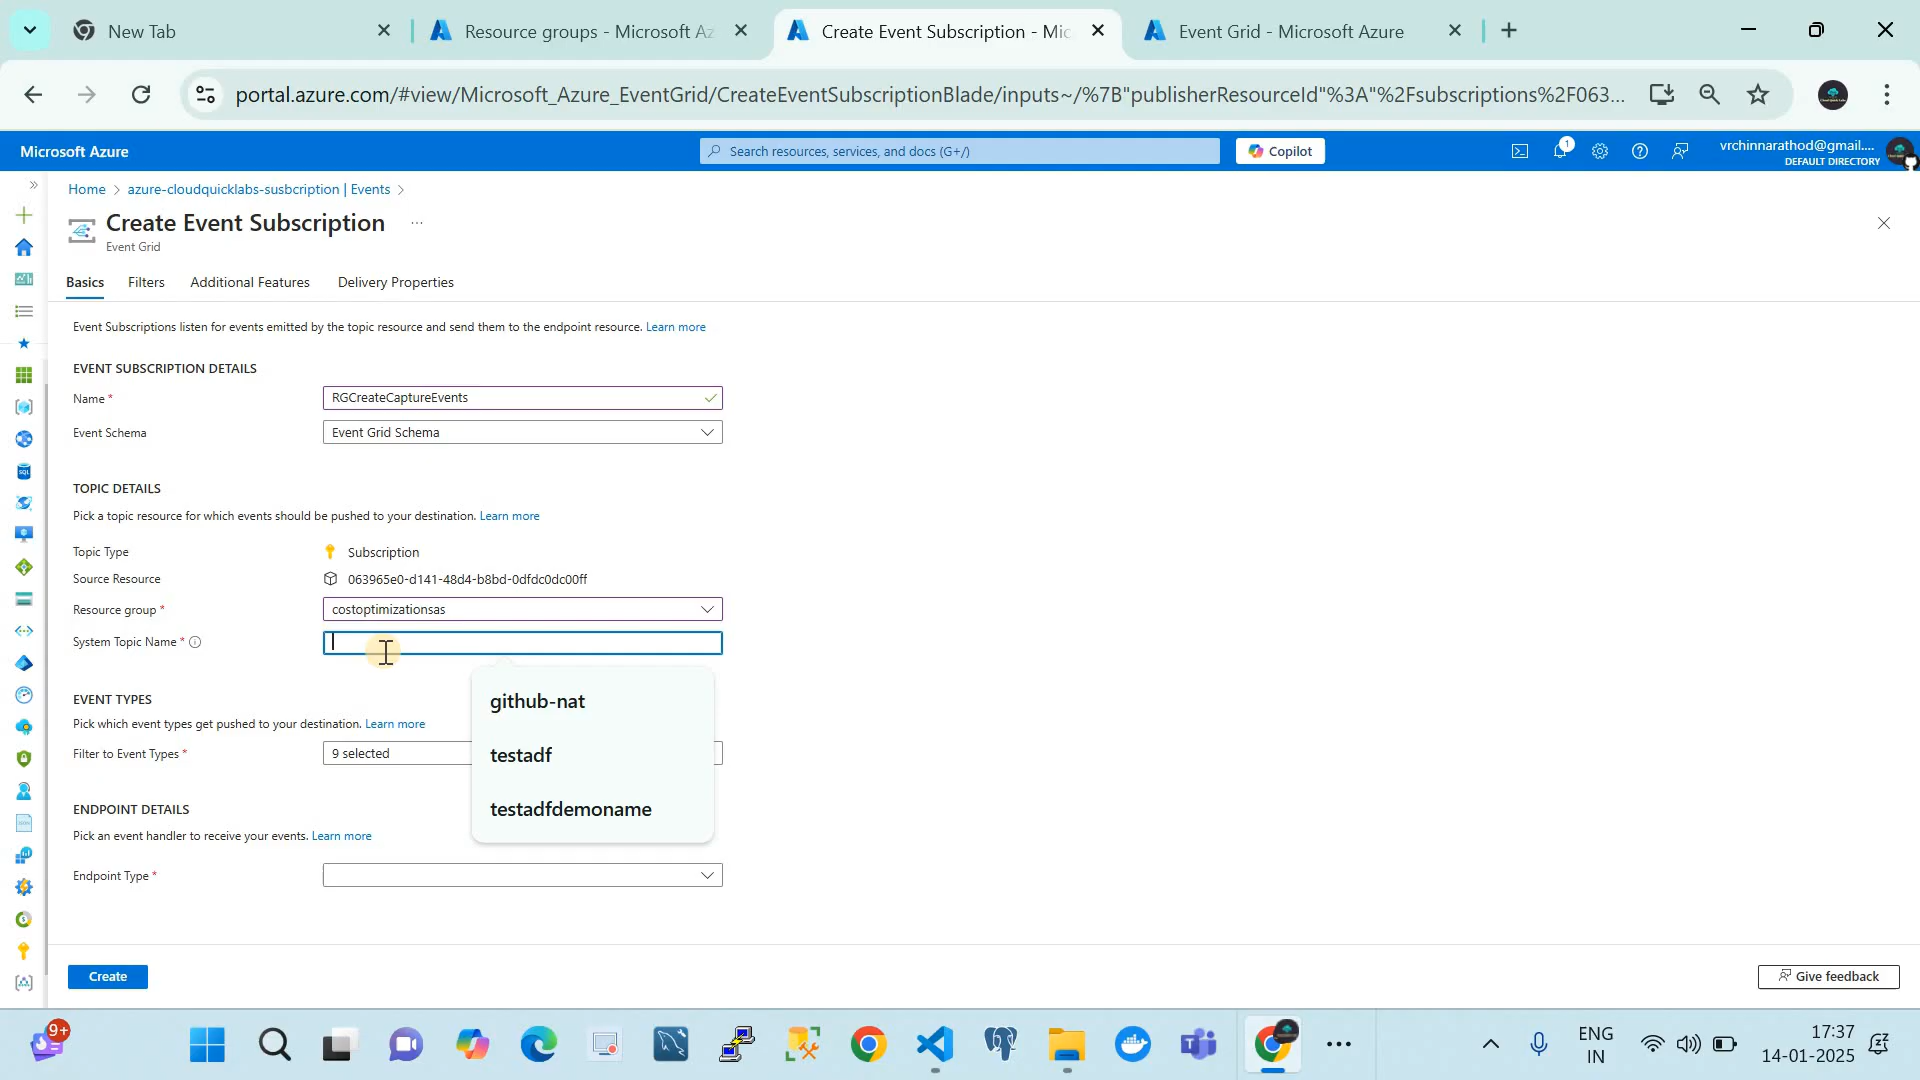 New Tab
Resource groups - Microsoft Az
Create Event Subscription - Mic
Event Grid - Microsoft Azure
portal.azure.com/#view/Microsoft_Azure_EventGrid/CreateEventSubscriptionBlade/inputs~/%7B"publisherResourceId"%3A"%2Fsubscriptions%2F063...
Microsoft Azure
Search resources, services, and docs (G+/)
Copilot
1
vrchinnarathod@gmail....
DEFAULT DIRECTORY
Home
azure-cloudquicklabs-susbcription | Events
Create Event Subscription
...
Event Grid
Basics
Filters
Additional Features
Delivery Properties
Event Subscriptions listen for events emitted by the topic resource and send them to the endpoint resource. Learn more
EVENT SUBSCRIPTION DETAILS
Name *
RGCreateCaptureEvents
Event Schema
Event Grid Schema
TOPIC DETAILS
Pick a topic resource for which events should be pushed to your destination. Learn more
Topic Type
Subscription
Source Resource
063965e0-d141-48d4-b8bd-0dfdc0dc00ff
Resource group *
costoptimizationsas
System Topic Name *
github-nat
testadf
testadfdemoname
EVENT TYPES
Pick which event types get pushed to your destination. Learn more
Filter to Event Types *
9 selected
ENDPOINT DETAILS
Pick an event handler to receive your events. Learn more
Endpoint Type *
Create
Give feedback
9+
ENG
IN
17:37
14-01-2025